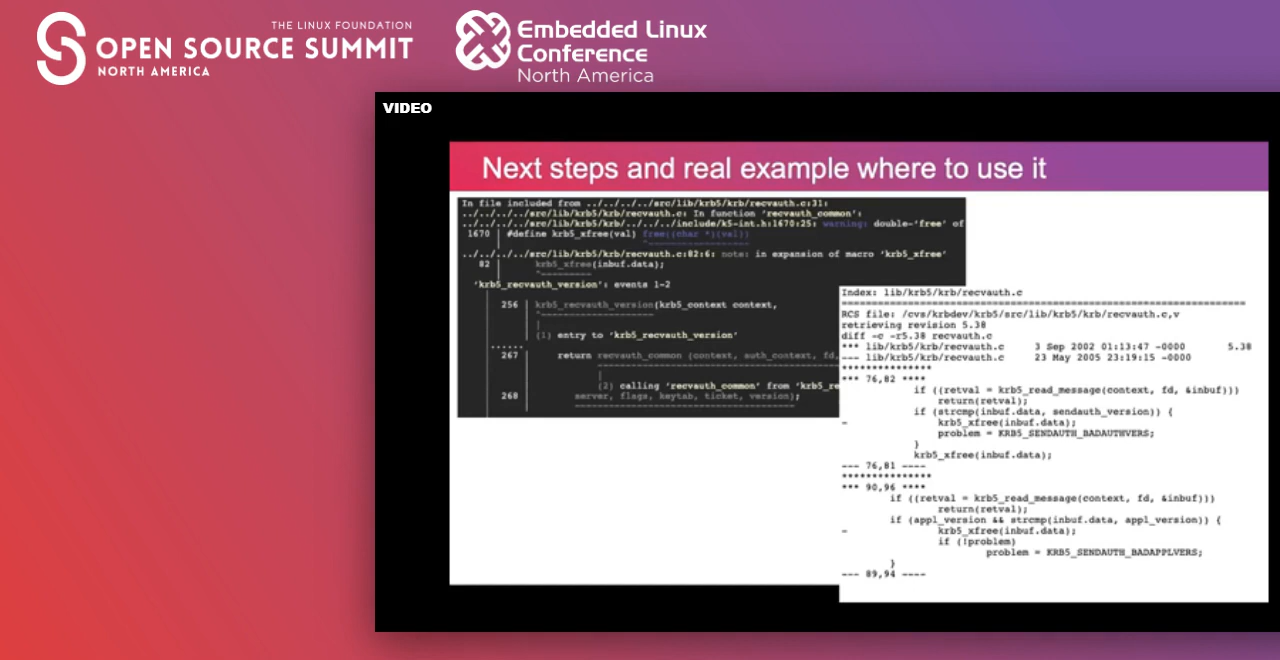 THE LINUX FOUNDATION
OPEN SOURCE SUMMIT
NORTH AMERICA
Embedded Linux
Conference
North America
VIDEO
Next steps and real example where to use it
In file included from ../../../../src/lib/krb5/krb/recvauth.c:31:
../../../../src/lib/krb5/krb/recvauth.c: In function 'recvauth_common':
../../../../src/lib/krb5/krb/../../../include/k5-int.h:1670:25: warning: double-'free' of
1670 | #define krb5_xfree(val) free((char *)(val))
| ^~~~~~~~~~~~~~~~~~
../../../../src/lib/krb5/krb/recvauth.c:82:6: note: in expansion of macro 'krb5_xfree'
82 | krb5_xfree(inbuf.data);
| ^~~~~~~~~~
'krb5_recvauth_version': events 1-2
|
| 256 | krb5_recvauth_version(krb5_context context,
| | ^~~~~~~~~~~~~~~~~~~~~
| | |
| | (1) entry to 'krb5_recvauth_version'
|......
| 267 | return recvauth_common (context, auth_context, fd,
| | ~~~~~~~~~~~~~~~~~~~~~~~~~~~~~~~~~~~
| | |
| | (2) calling 'recvauth_common' from 'krb5_re
| 268 | server, flags, keytab, ticket, version);
| | ~~~~~~~~~~~~~~~~~~~~~~~~~~~~~~~~~~~~~~~
Index: lib/krb5/krb/recvauth.c
===================================================================
RCS file: /cvs/krbdev/krb5/src/lib/krb5/krb/recvauth.c,v
retrieving revision 5.38
diff -c -r5.38 recvauth.c
*** lib/krb5/krb/recvauth.c 3 Sep 2002 01:13:47 -0000 5.38
--- lib/krb5/krb/recvauth.c 23 May 2005 23:19:15 -0000
***************
*** 76,82 ****
if ((retval = krb5_read_message(context, fd, &inbuf)))
return(retval);
if (strcmp(inbuf.data, sendauth_version)) {
- krb5_xfree(inbuf.data);
problem = KRB5_SENDAUTH_BADAUTHVERS;
}
krb5_xfree(inbuf.data);
--- 76,81 ----
***************
*** 90,96 ****
if ((retval = krb5_read_message(context, fd, &inbuf)))
return(retval);
if (appl_version && strcmp(inbuf.data, appl_version)) {
- krb5_xfree(inbuf.data);
if (!problem)
problem = KRB5_SENDAUTH_BADAPPLVERS;
}
--- 89,94 ----